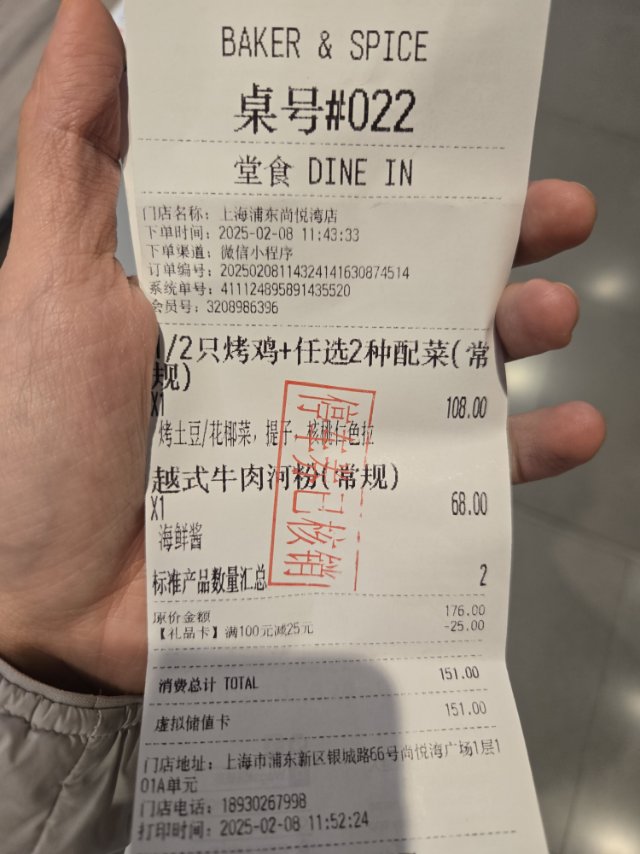 BAKER & SPICE
桌号#022
堂食 DINE IN
门店名称：上海浦东尚悦湾店
下单时间：2025-02-08 11:43:33
下单渠道：微信小程序
订单编号：20250208114324141630874514
系统单号：411124895891435520
会员号：3208986396
1/2只烤鸡+任选2种配菜(常
规)
X1 108.00
烤土豆/花椰菜，提子，核桃仁色拉
越式牛肉河粉(常规)
X1 68.00
海鲜酱
停车券已核销
标准产品数量汇总 2
原价金额 176.00
【礼品卡】满100元减25元 -25.00
消费总计 TOTAL 151.00
虚拟储值卡 151.00
门店地址：上海市浦东新区银城路66号尚悦湾广场1层1
01A单元
门店电话：18930267998
打印时间：2025-02-08 11:52:24